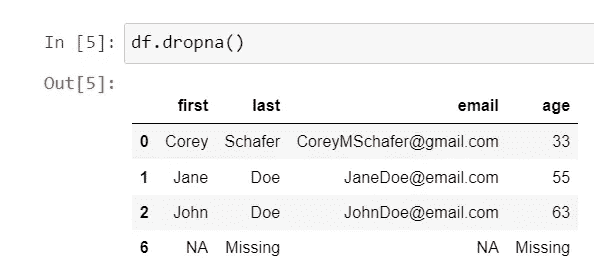 In [5]: df.dropna()
Out[5]:
first last email age
0 Corey Schafer CoreyMSchafer@gmail.com 33
1 Jane Doe JaneDoe@email.com 55
2 John Doe JohnDoe@email.com 63
6 NA Missing NA Missing